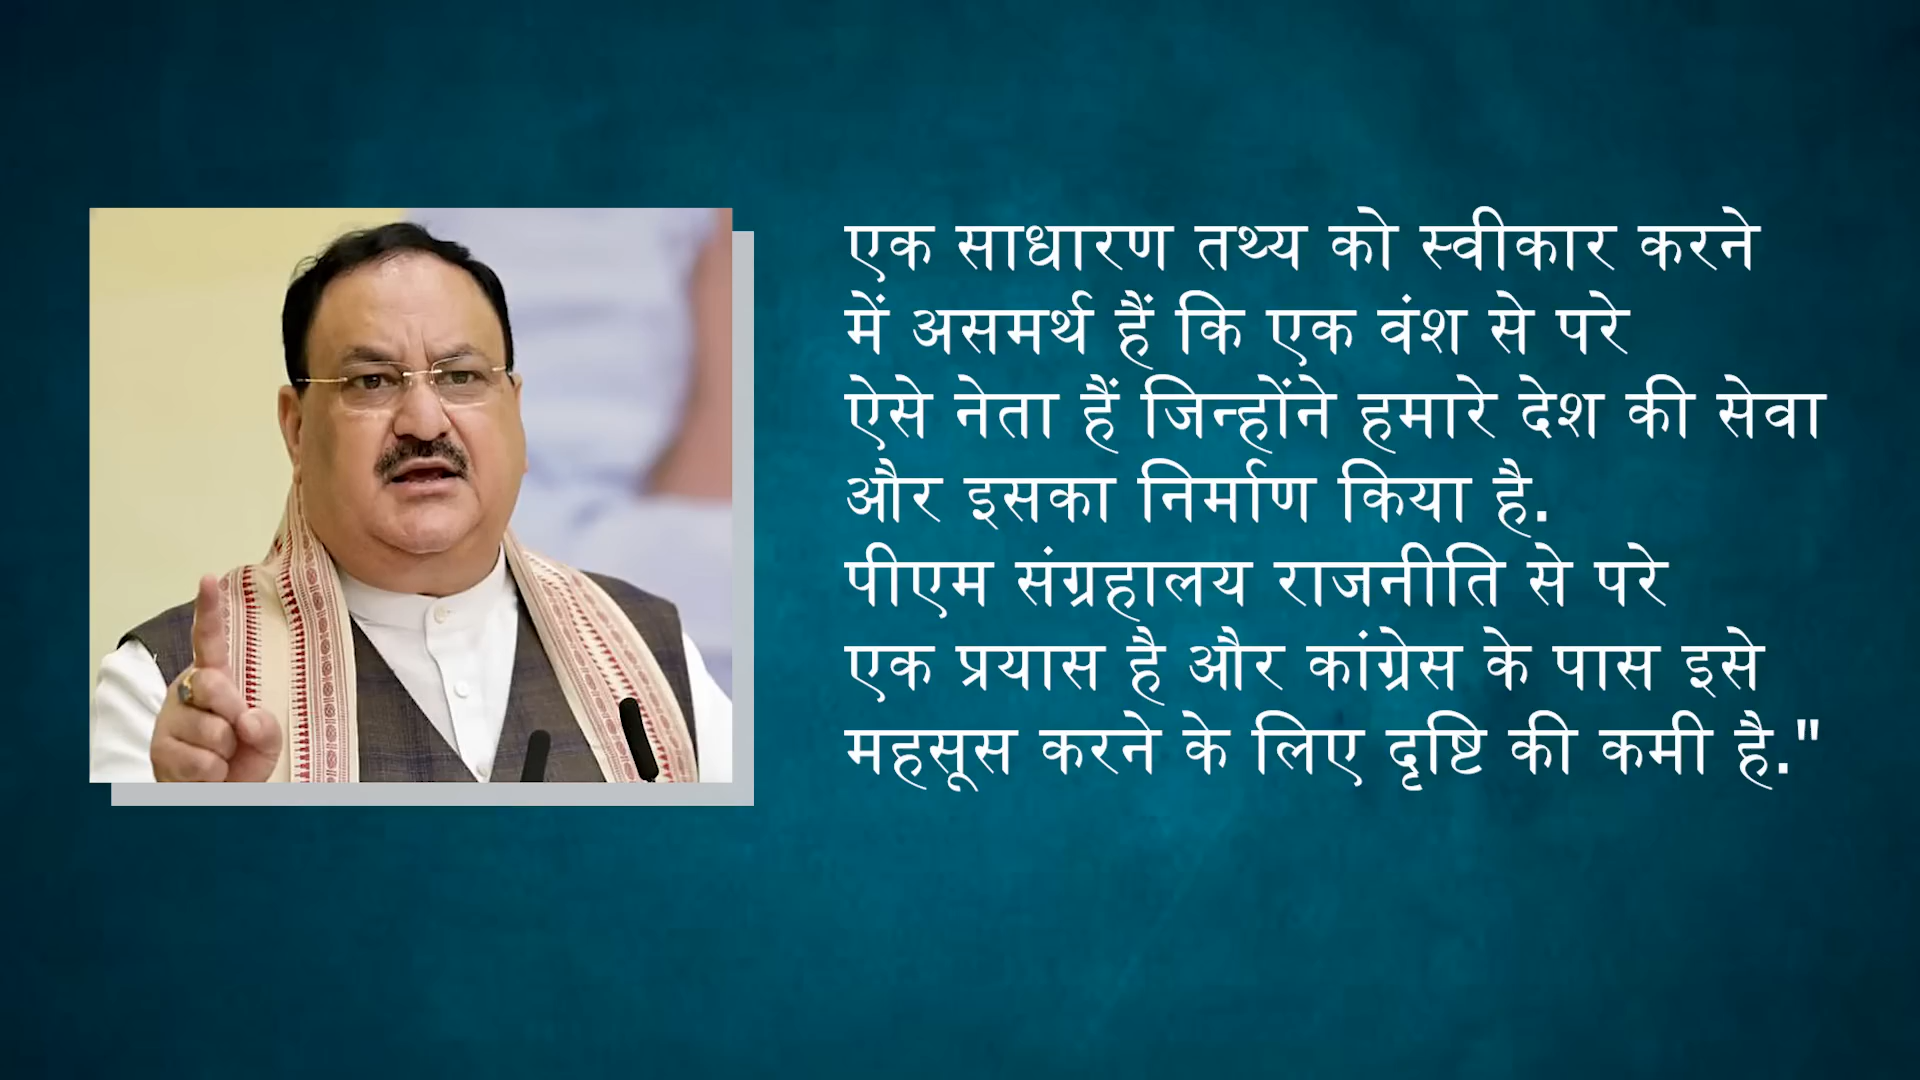 एक साधारण तथ्य को स्वीकार करने
में असमर्थ हैं कि एक वंश से परे
ऐसे नेता हैं जिन्होंने हमारे देश की सेवा
और इसका निर्माण किया है.
पीएम संग्रहालय राजनीति से परे
एक प्रयास है और कांग्रेस के पास इसे
महसूस करने के लिए दृष्टि की कमी है."